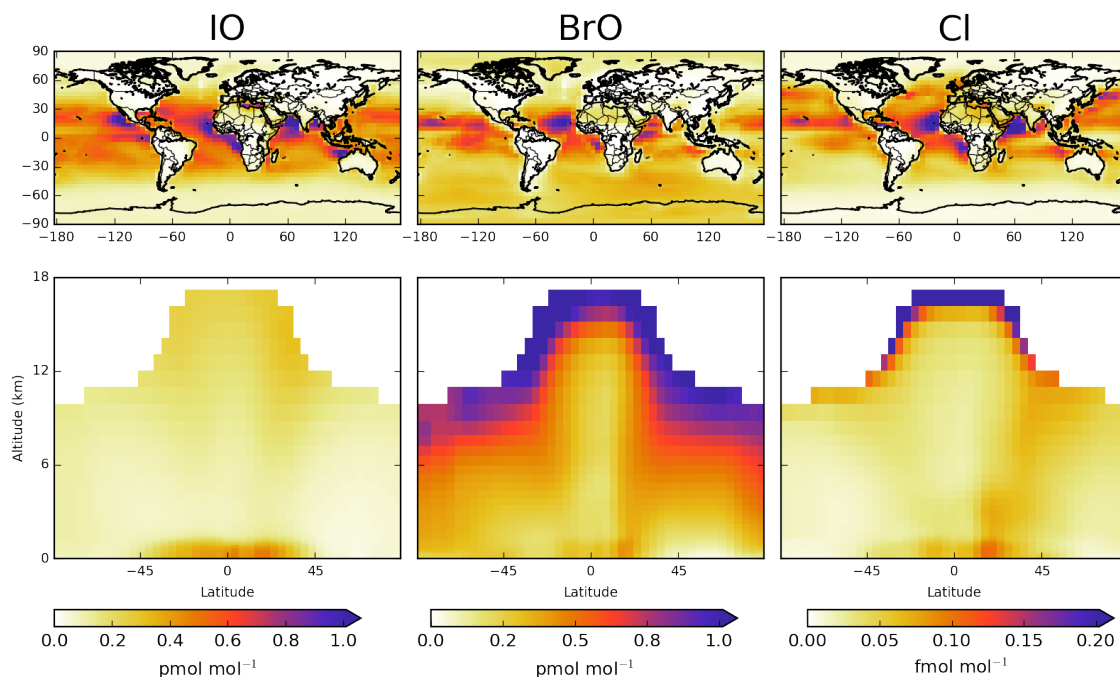 IO BrO Cl
90
60
30
0
−30
−60
−90
−180 −120 −60 0 60 120 −180 −120 −60 0 60 120 −180 −120 −60 0 60 120
18
12
6
0
Altitude (km)
−45 0 45 −45 0 45 −45 0 45
Latitude Latitude Latitude
0.0 0.2 0.4 0.6 0.8 1.0 0.0 0.2 0.5 0.8 1.0 0.00 0.05 0.10 0.15 0.20
pmol mol⁻¹ pmol mol⁻¹ fmol mol⁻¹